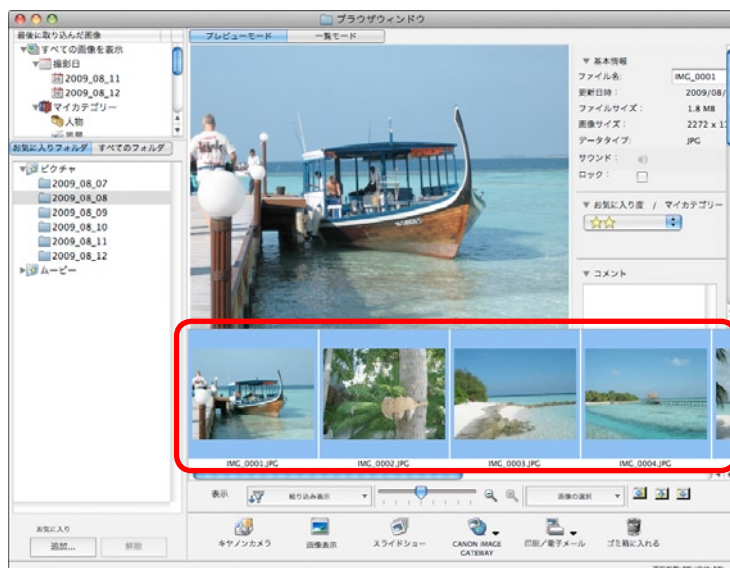 ブラウザウィンドウ
最後に取り込んだ画像
プレビューモード 一覧モード
すべての画像を表示
撮影日
2009_08_11
2009_08_12
マイカテゴリー
人物
お気に入りフォルダ すべてのフォルダ
ピクチャ
2009_08_07
2009_08_08
2009_08_09
2009_08_10
2009_08_11
2009_08_12
ムービー
基本情報
ファイル名: IMG_0001
更新日時: 2009/08/
ファイルサイズ: 1.8 MB
画像サイズ: 2272 x 1
データタイプ: JPG
サウンド:
ロック:
お気に入り度 / マイカテゴリー
コメント
IMG_0001.JPG IMG_0002.JPG IMG_0003.JPG IMG_0004.JPG
表示 絞り込み表示 画像の選択
お気に入り
追加... 解除
キヤノンカメラ 画像表示 スライドショー CANON IMAGE GATEWAY 印刷/電子メール ゴミ箱に入れる